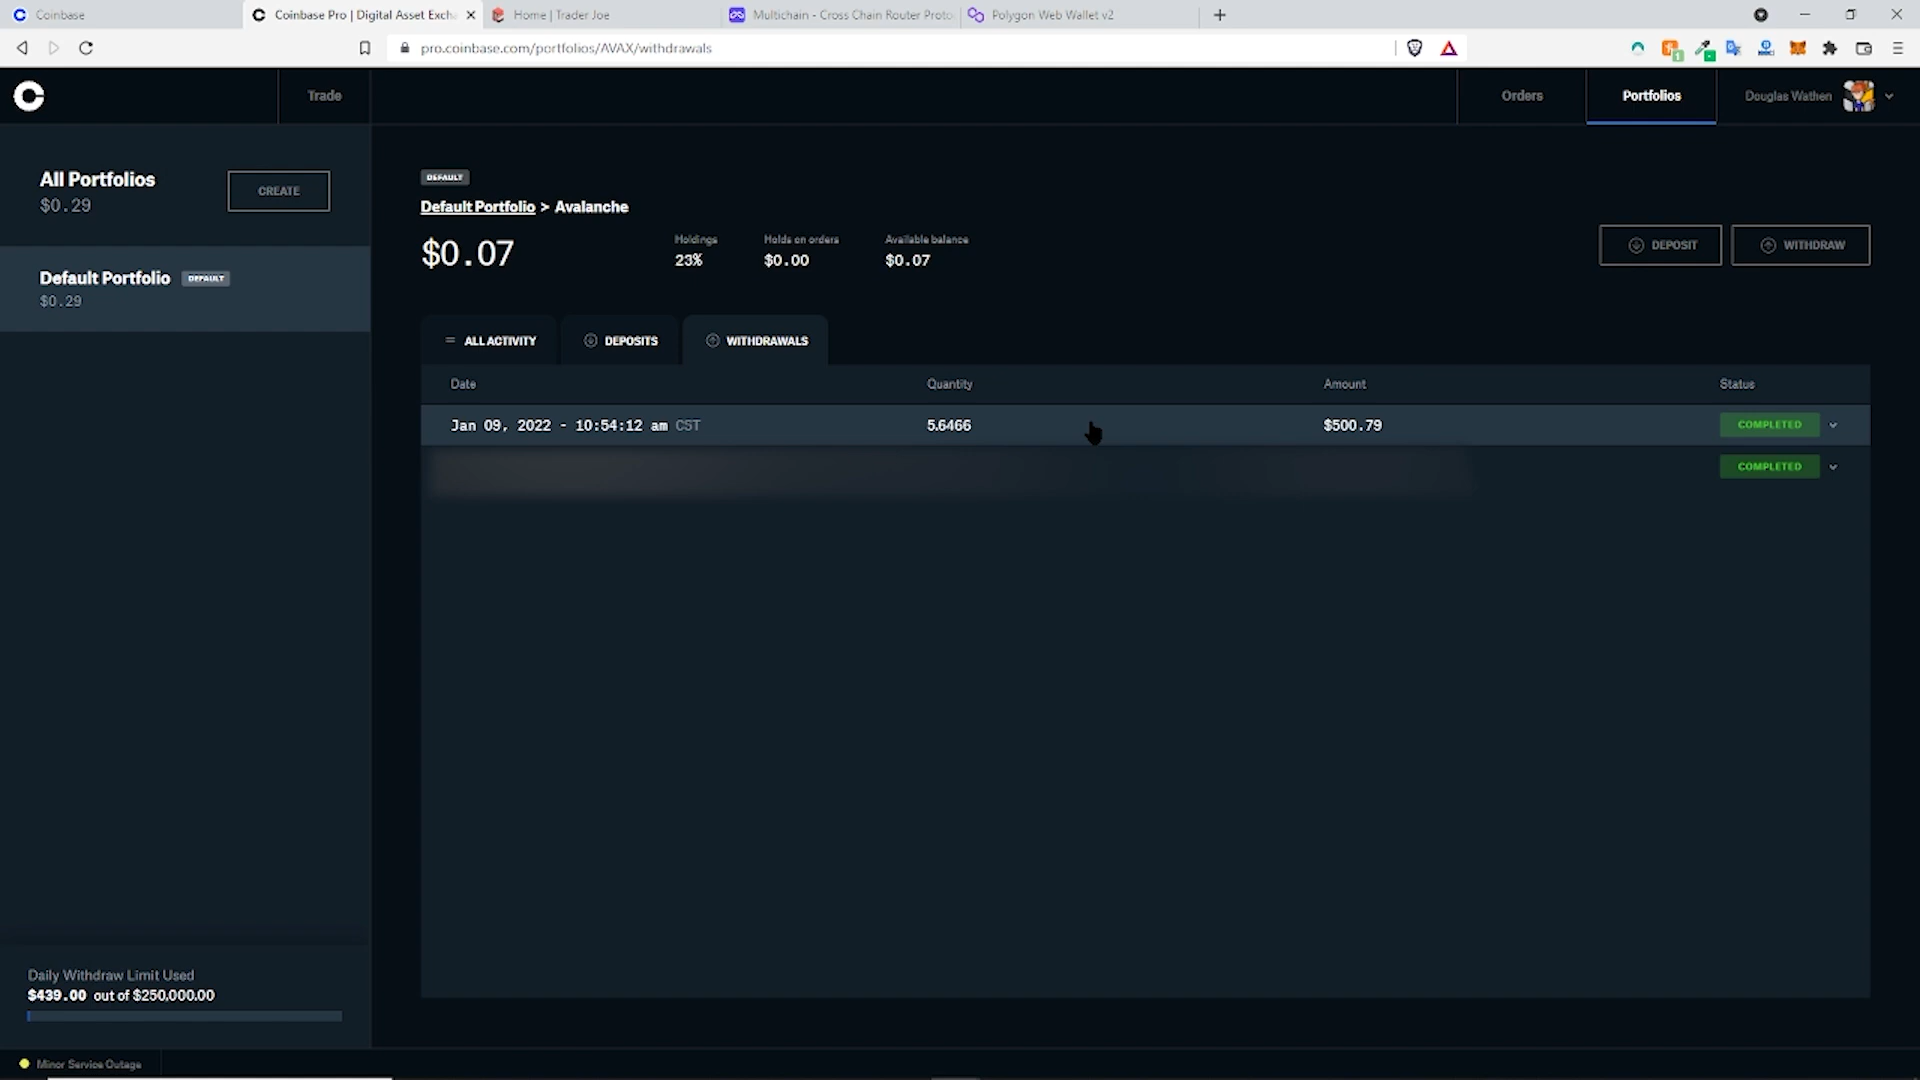 Coinbase
Coinbase Pro | Digital Asset Excha
Home | Trader Joe
Multichain - Cross Chain Router Proto
Polygon Web Wallet v2
pro.coinbase.com/portfolios/AVAX/withdrawals
Trade
Orders
Portfolios
Douglas Wathen
All Portfolios
$0.29
CREATE
Default Portfolio DEFAULT
$0.29
DEFAULT
Default Portfolio > Avalanche
$0.07
Holdings
23%
Holds on orders
$0.00
Available balance
$0.07
DEPOSIT
WITHDRAW
ALL ACTIVITY
DEPOSITS
WITHDRAWALS
Date Quantity Amount Status
Jan 09, 2022 - 10:54:12 am CST 5.6466 $500.79 COMPLETED
COMPLETED
Daily Withdraw Limit Used
$439.00 out of $250,000.00
Minor Service Outage